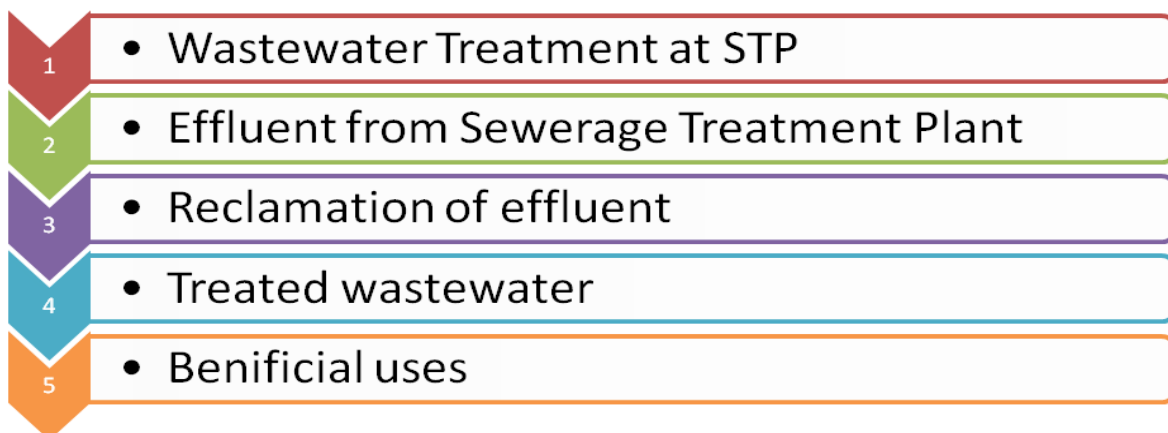 1 • Wastewater Treatment at STP
2 • Effluent from Sewerage Treatment Plant
3 • Reclamation of effluent
4 • Treated wastewater
5 • Benificial uses